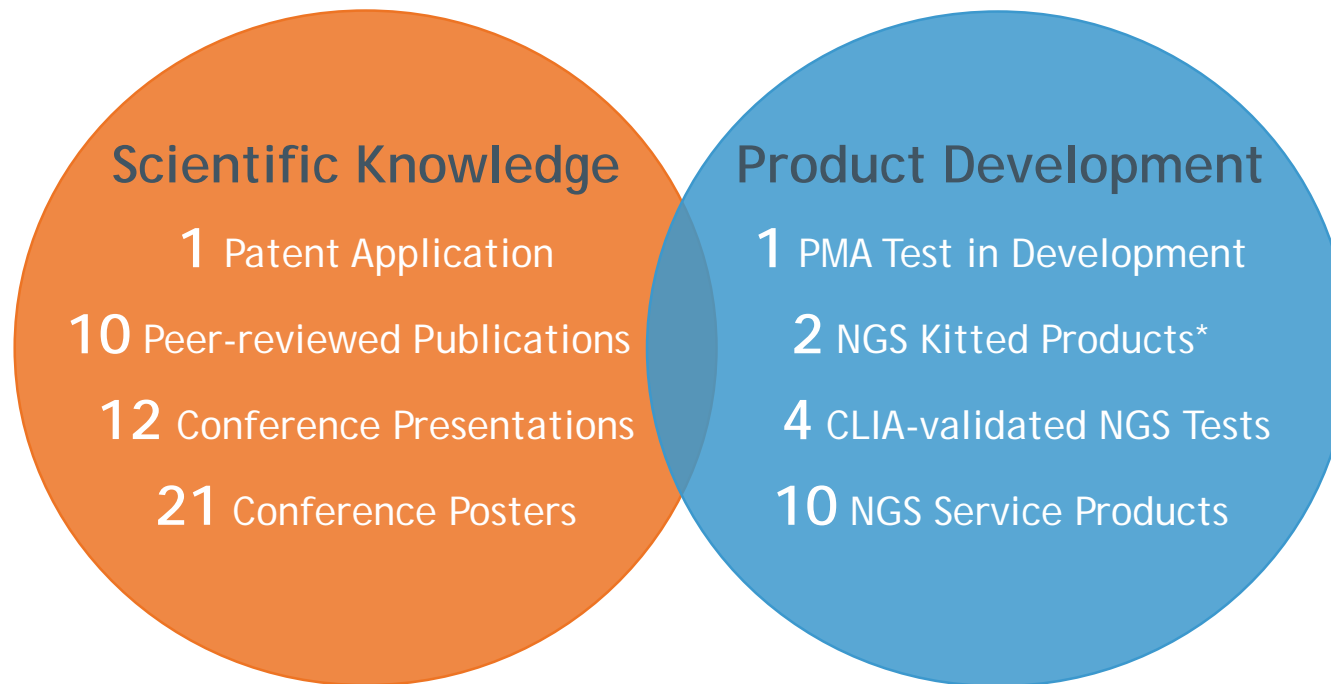 Scientific Knowledge
1 Patent Application
10 Peer-reviewed Publications
12 Conference Presentations
21 Conference Posters
Product Development
1 PMA Test in Development
2 NGS Kitted Products*
4 CLIA-validated NGS Tests
10 NGS Service Products